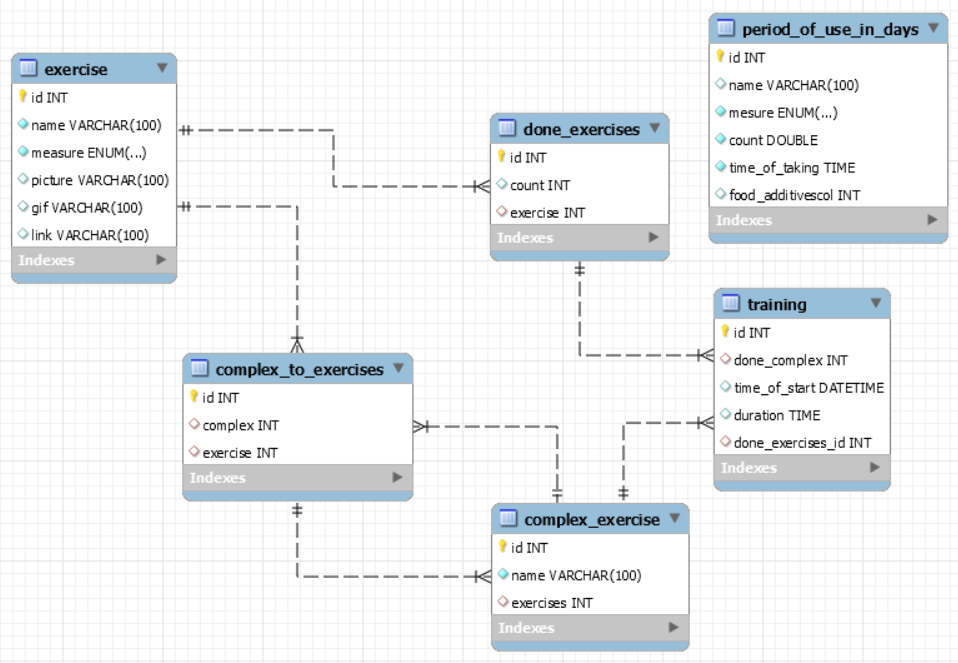 exercise
id INT
name VARCHAR(100)
measure ENUM(...)
picture VARCHAR(100)
gif VARCHAR(100)
link VARCHAR(100)
Indexes
done_exercises
id INT
count INT
exercise INT
Indexes
period_of_use_in_days
id INT
name VARCHAR(100)
mesure ENUM(...)
count DOUBLE
time_of_taking TIME
food_additivescol INT
Indexes
complex_to_exercises
id INT
complex INT
exercise INT
Indexes
training
id INT
done_complex INT
time_of_start DATETIME
duration TIME
done_exercises_id INT
Indexes
complex_exercise
id INT
name VARCHAR(100)
exercises INT
Indexes